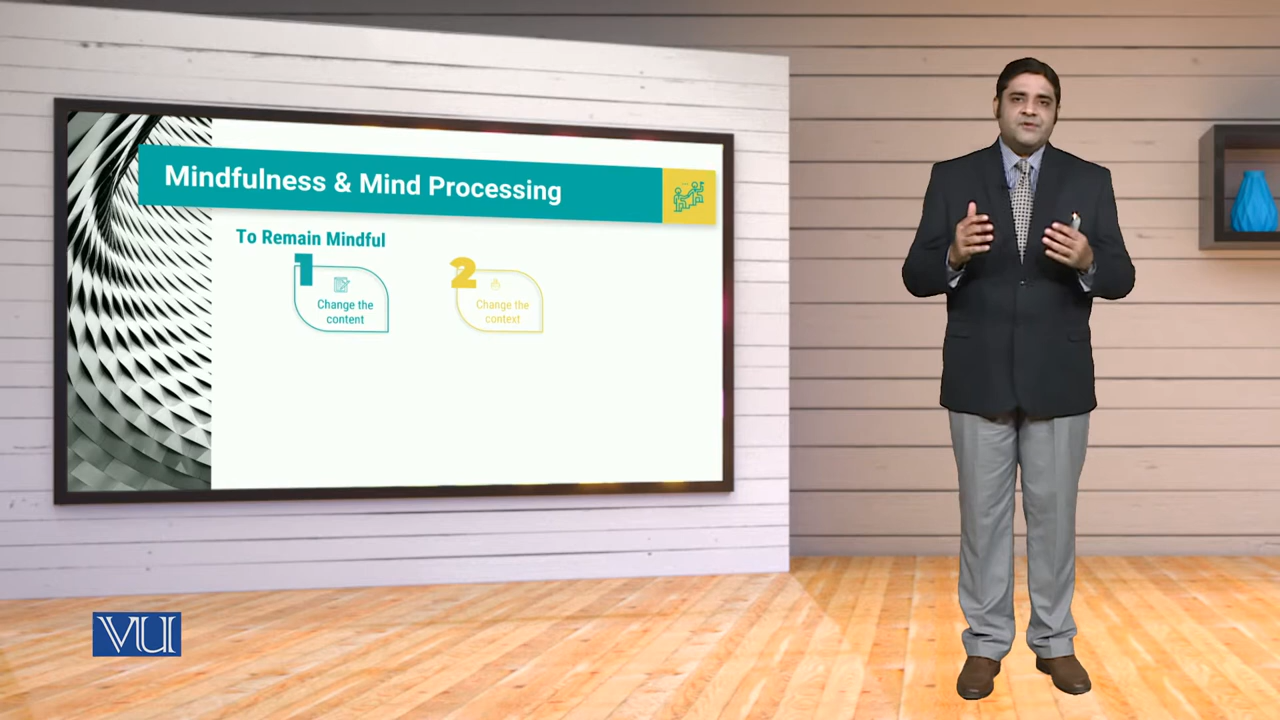 Mindfulness & Mind Processing
To Remain Mindful
1
Change the
content
2
Change the
context
VU